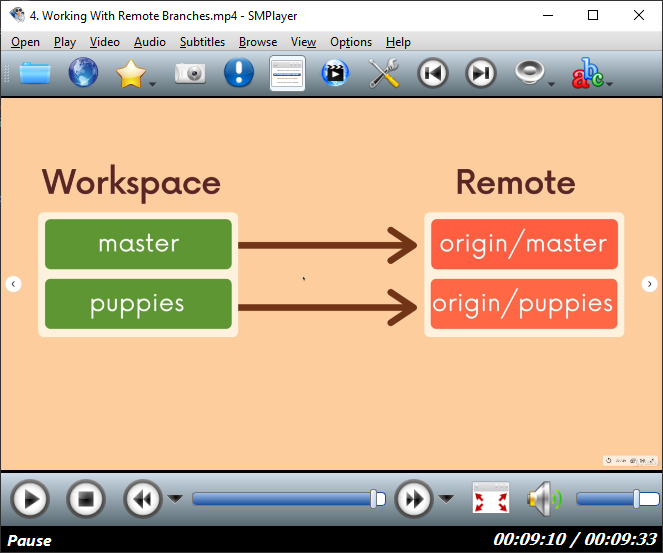 4. Working With Remote Branches.mp4 - SMPlayer
Open Play Video Audio Subtitles Browse View Options Help
abc
Workspace Remote
master origin/master
puppies origin/puppies
Pause 00:09:10 / 00:09:33